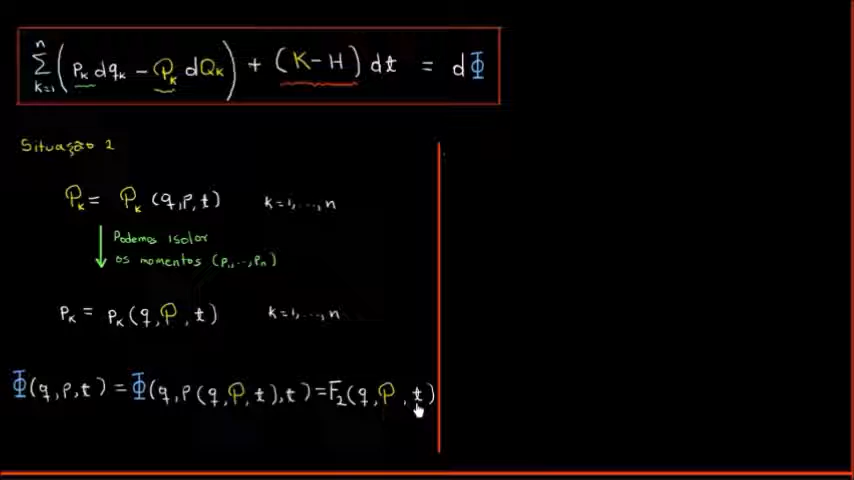 n
∑ (p_k dq_k − P_k dQ_k) + (K−H) dt = dΦ
k=1
Situação 2
P_k = P_k (q,p,t) k=1,...,n
Podemos isolar
os momentos (p_1,...,p_n)
p_k = p_k (q,P,t) k=1,...,n
Φ(q,p,t) = Φ(q,p(q,P,t),t) = F_2(q,P,t)